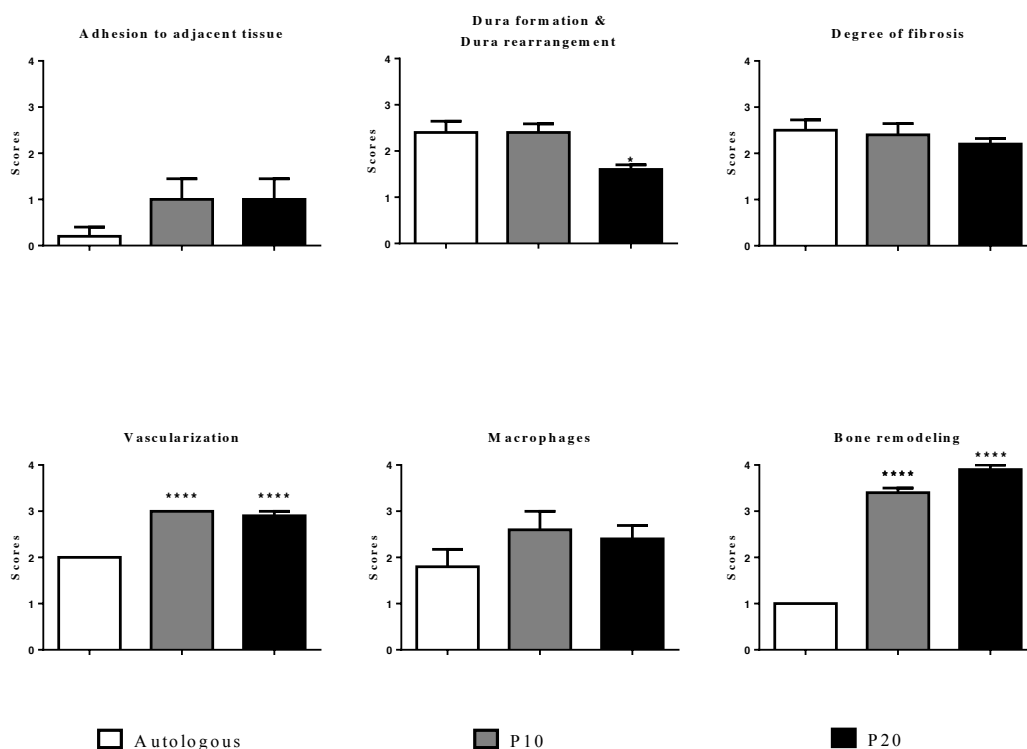 Adhesion to adjacent tissue
Scores
4
3
2
1
0
Dura formation &
Dura rearrangement
Scores
4
3
2
1
0
*
Degree of fibrosis
Scores
4
3
2
1
0
Vascularization
Scores
4
3
2
1
0
****
****
Macrophages
Scores
4
3
2
1
0
Bone remodeling
Scores
4
3
2
1
0
****
****
Autologous
P10
P20